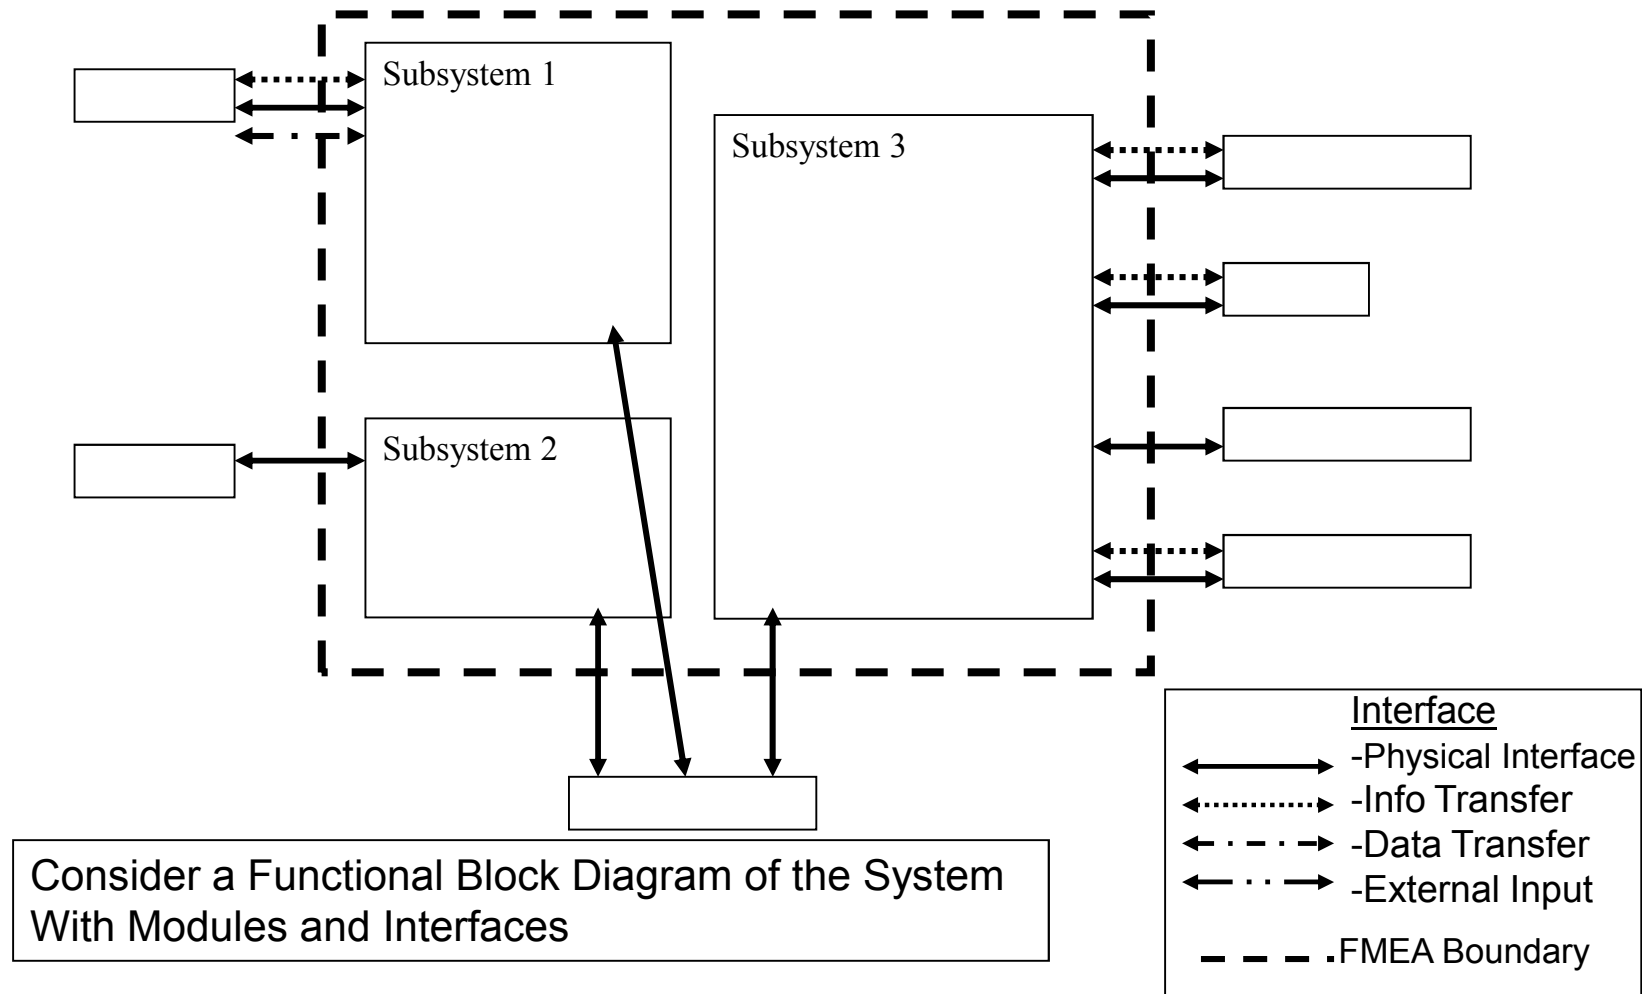 Subsystem 1
Subsystem 3
Subsystem 2
Interface
-Physical Interface
-Info Transfer
-Data Transfer
-External Input
FMEA Boundary
Consider a Functional Block Diagram of the System
With Modules and Interfaces